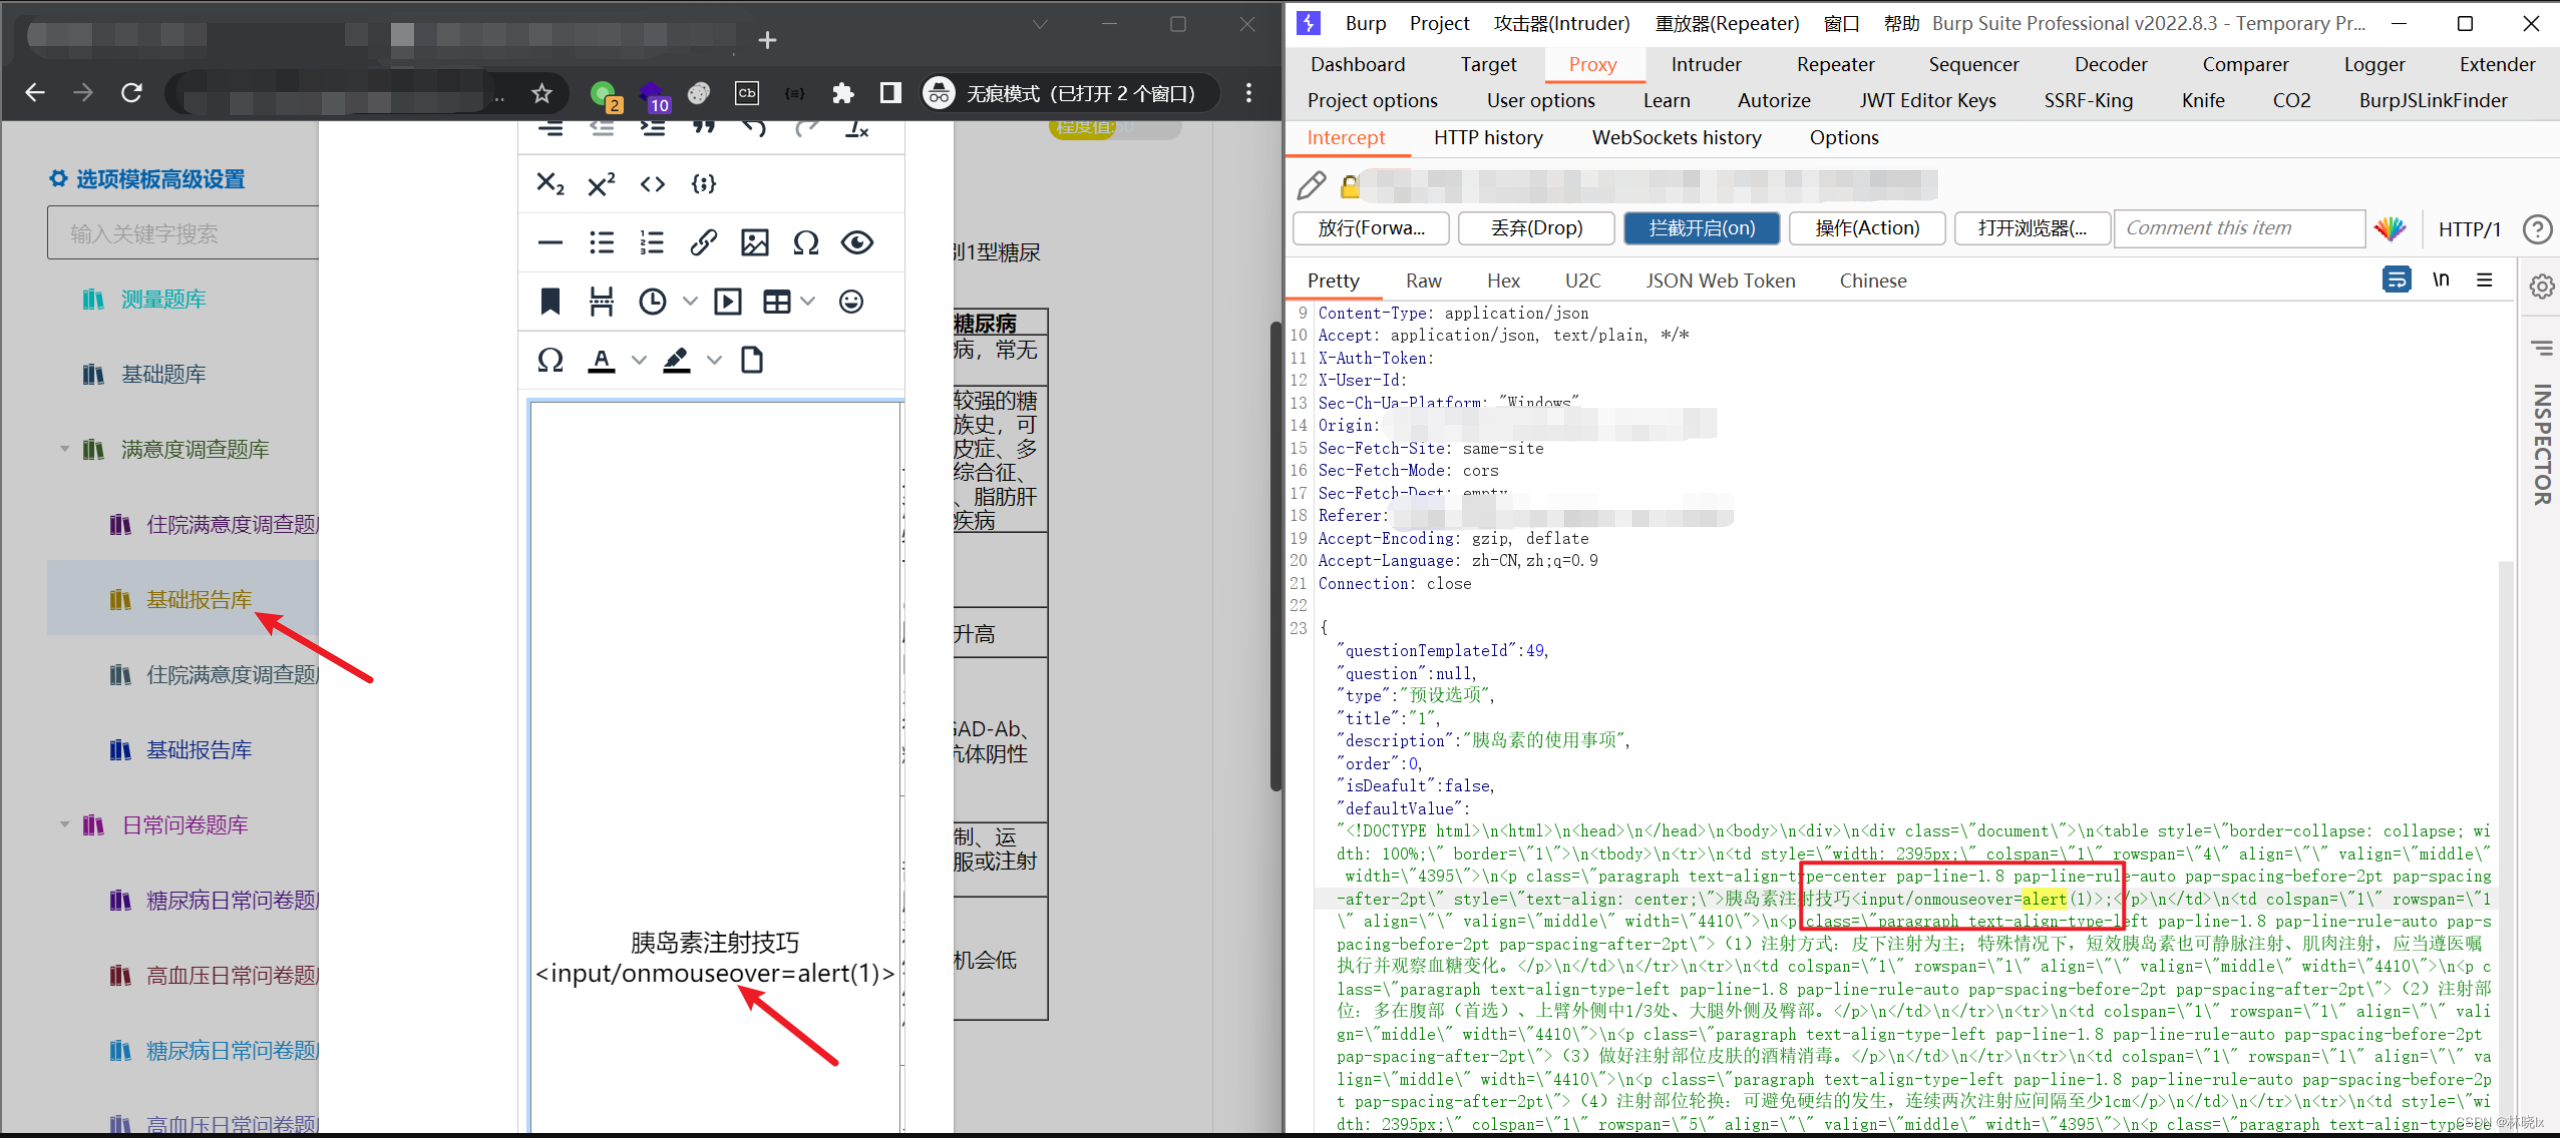 Burp Project 攻击器(Intruder) 重放器(Repeater) 窗口 帮助 Burp Suite Professional v2022.8.3 - Temporary Pr...
Dashboard Target Proxy Intruder Repeater Sequencer Decoder Comparer Logger Extender
Project options User options Learn Autorize JWT Editor Keys SSRF-King Knife CO2 BurpJSLinkFinder
Intercept HTTP history WebSockets history Options
放行(Forwa... 丢弃(Drop) 拦截开启(on) 操作(Action) 打开浏览器(... Comment this item HTTP/1
Pretty Raw Hex U2C JSON Web Token Chinese \n
INSPECTOR
2 10 Cb 无痕模式（已打开 2 个窗口）
程度值:50
选项模板高级设置
输入关键字搜索
测量题库
基础题库
满意度调查题库
住院满意度调查题
基础报告库
住院满意度调查题
基础报告库
日常问卷题库
糖尿病日常问卷题
高血压日常问卷题
糖尿病日常问卷题
高血压日常问卷题
胰岛素注射技巧
<input/onmouseover=alert(1)>
别1型糖尿
糖尿病
病，常无
较强的糖
族史，可
皮症、多
综合征、
、脂肪肝
疾病
升高
GAD-Ab、
抗体阴性
制、运
服或注射
机会低
9 Content-Type: application/json
10 Accept: application/json, text/plain, */*
11 X-Auth-Token:
12 X-User-Id:
13 Sec-Ch-Ua-Platform: "Windows"
14 Origin:
15 Sec-Fetch-Site: same-site
16 Sec-Fetch-Mode: cors
17 Sec-Fetch-Dest: empty
18 Referer:
19 Accept-Encoding: gzip, deflate
20 Accept-Language: zh-CN,zh;q=0.9
21 Connection: close
22
23 {
"questionTemplateId":49,
"question":null,
"type":"预设选项",
"title":"1",
"description":"胰岛素的使用事项",
"order":0,
"isDeafult":false,
"defaultValue":
"<!DOCTYPE html>\n<html>\n<head>\n</head>\n<body>\n<div>\n<div class=\"document\">\n<table style=\"border-collapse: collapse; wi
dth: 100%;\" border=\"1\">\n<tbody>\n<tr>\n<td style=\"width: 2395px;\" colspan=\"1\" rowspan=\"4\" align=\"\" valign=\"middle\"
width=\"4395\">\n<p class=\"paragraph text-align-type-center pap-line-1.8 pap-line-rule-auto pap-spacing-before-2pt pap-spacing
-after-2pt\" style=\"text-align: center;\">胰岛素注射技巧<input/onmouseover=alert(1)>;</p>\n</td>\n<td colspan=\"1\" rowspan=\"1
\" align=\"\" valign=\"middle\" width=\"4410\">\n<p class=\"paragraph text-align-type-left pap-line-1.8 pap-line-rule-auto pap-s
pacing-before-2pt pap-spacing-after-2pt\">（1）注射方式：皮下注射为主；特殊情况下，短效胰岛素也可静脉注射、肌肉注射，应当遵医嘱
执行并观察血糖变化。</p>\n</td>\n</tr>\n<tr>\n<td colspan=\"1\" rowspan=\"1\" align=\"\" valign=\"middle\" width=\"4410\">\n<p c
lass=\"paragraph text-align-type-left pap-line-1.8 pap-line-rule-auto pap-spacing-before-2pt pap-spacing-after-2pt\">（2）注射部
位：多在腹部（首选）、上臂外侧中1/3处、大腿外侧及臀部。</p>\n</td>\n</tr>\n<tr>\n<td colspan=\"1\" rowspan=\"1\" align=\"\" vali
gn=\"middle\" width=\"4410\">\n<p class=\"paragraph text-align-type-left pap-line-1.8 pap-line-rule-auto pap-spacing-before-2pt
pap-spacing-after-2pt\">（3）做好注射部位皮肤的酒精消毒。</p>\n</td>\n</tr>\n<tr>\n<td colspan=\"1\" rowspan=\"1\" align=\"\" va
lign=\"middle\" width=\"4410\">\n<p class=\"paragraph text-align-type-left pap-line-1.8 pap-line-rule-auto pap-spacing-before-2p
t pap-spacing-after-2pt\">（4）注射部位轮换：可避免硬结的发生，连续两次注射应间隔至少1cm</p>\n</td>\n</tr>\n<tr>\n<td style=\"wi
dth: 2395px;\" colspan=\"1\" rowspan=\"5\" align=\"\" valign=\"middle\" width=\"4395\">\n<p class=\"paragraph text-align-type-ce
CSDN @林晓lx